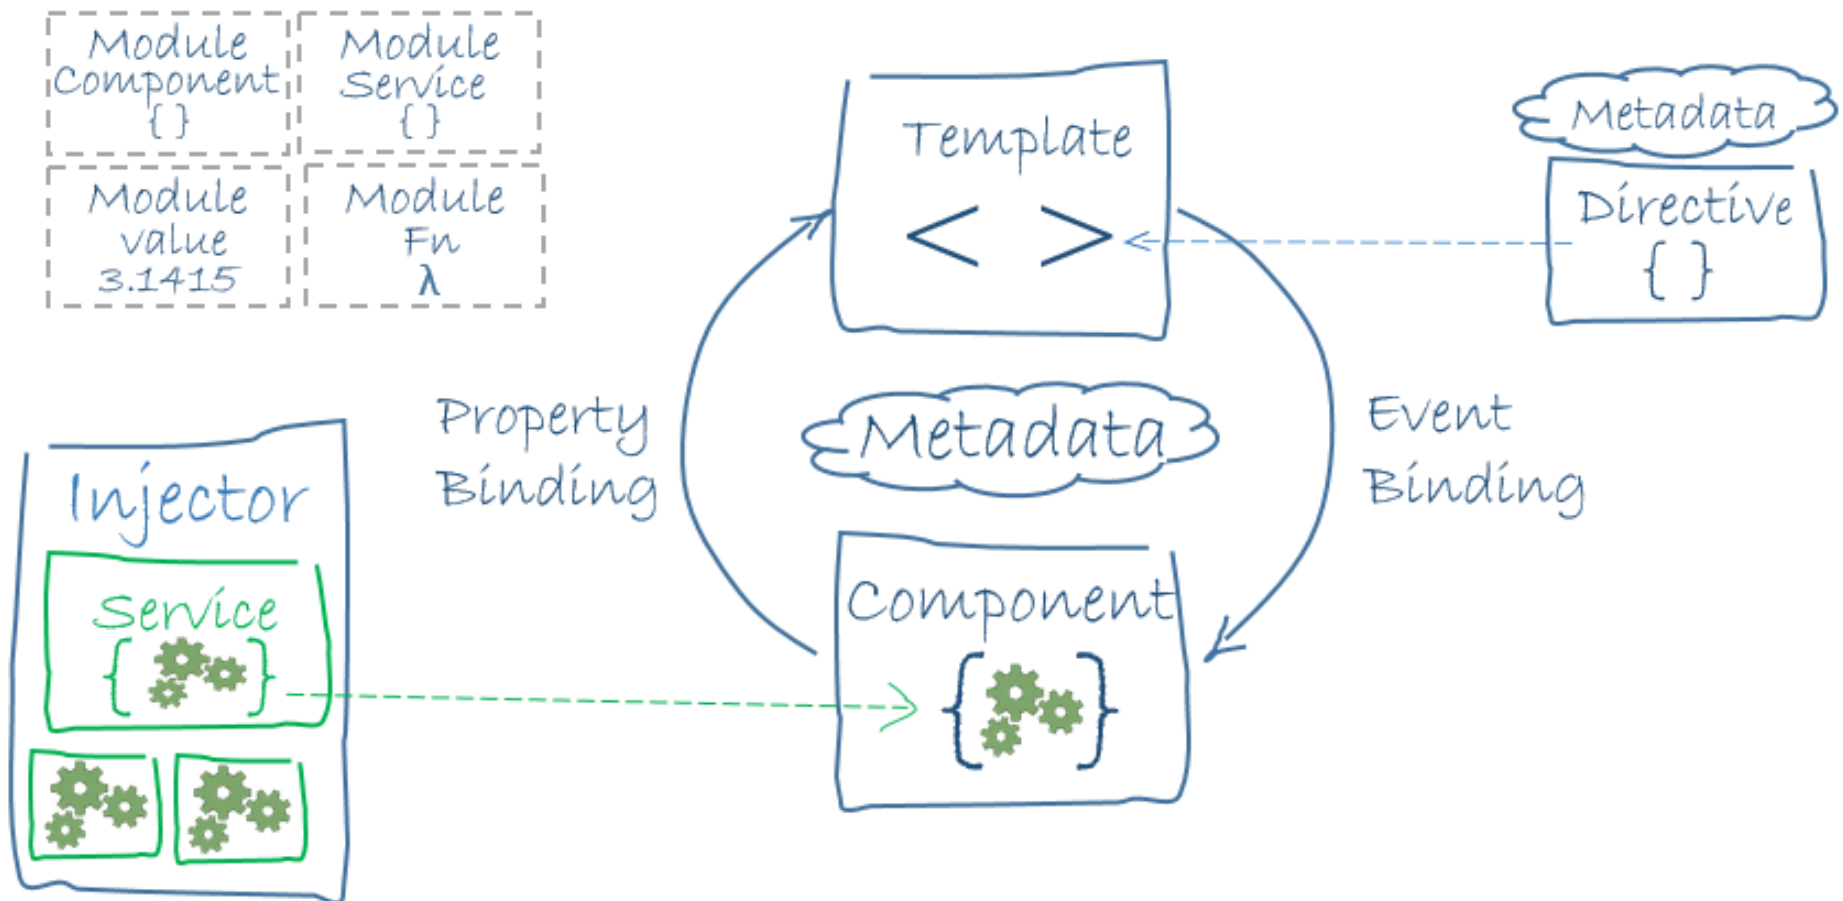 Module
Component
{ }
Module
Service
{ }
Module
value
3.1415
Module
Fn
λ
Template
< >
Metadata
Directive
{ }
Property
Binding
Metadata
Event
Binding
Injector
Service
{ }
Component
{ }